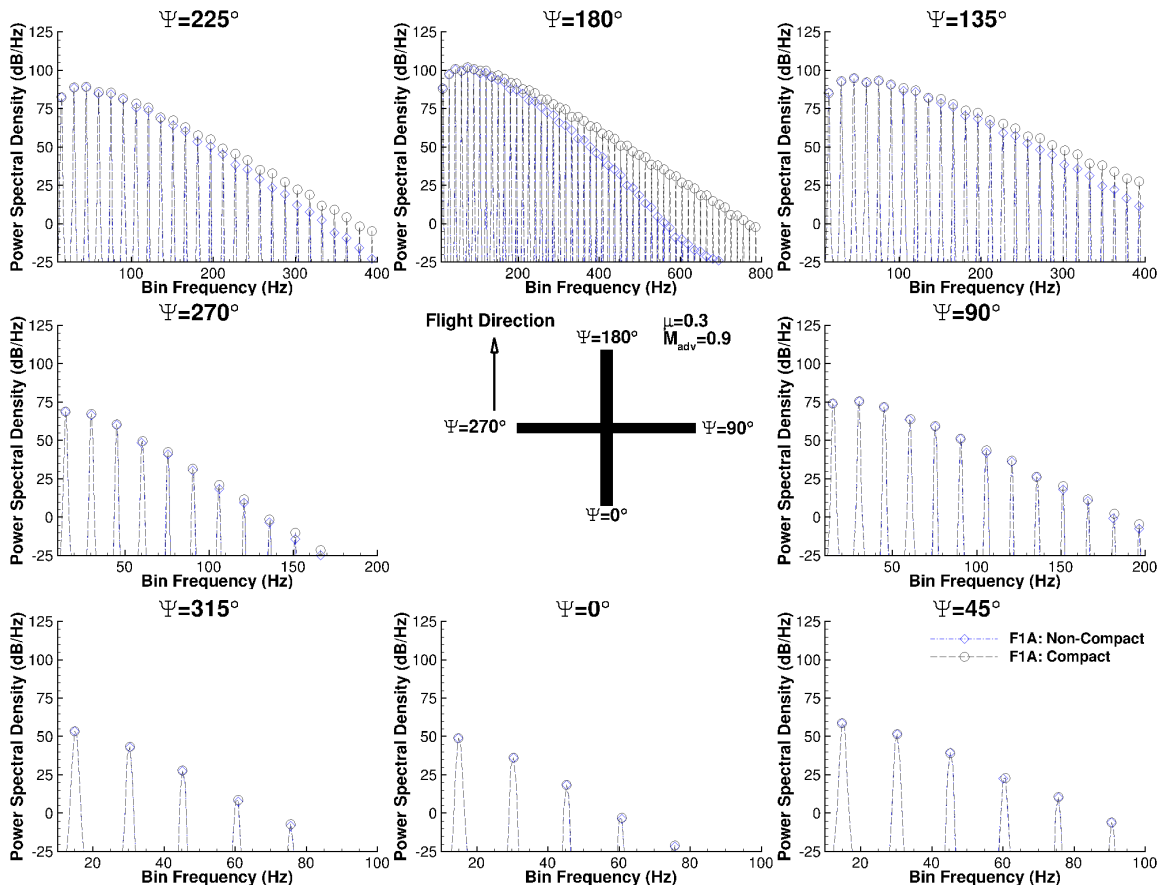 Ψ=225°
Ψ=180°
Ψ=135°
Power Spectral Density (dB/Hz)
125
100
75
50
25
0
-25
100
200
300
400
Bin Frequency (Hz)
Power Spectral Density (dB/Hz)
125
100
75
50
25
0
-25
200
400
600
800
Bin Frequency (Hz)
Power Spectral Density (dB/Hz)
125
100
75
50
25
0
-25
100
200
300
400
Bin Frequency (Hz)
Ψ=270°
Power Spectral Density (dB/Hz)
125
100
75
50
25
0
-25
50
100
150
200
Bin Frequency (Hz)
Flight Direction
μ=0.3
M_adv=0.9
Ψ=180°
Ψ=270°
Ψ=90°
Ψ=0°
Ψ=90°
Power Spectral Density (dB/Hz)
125
100
75
50
25
0
-25
50
100
150
200
Bin Frequency (Hz)
Ψ=315°
Power Spectral Density (dB/Hz)
125
100
75
50
25
0
-25
20
40
60
80
100
Bin Frequency (Hz)
Ψ=0°
Power Spectral Density (dB/Hz)
125
100
75
50
25
0
-25
20
40
60
80
100
Bin Frequency (Hz)
Ψ=45°
F1A: Non-Compact
F1A: Compact
Power Spectral Density (dB/Hz)
125
100
75
50
25
0
-25
20
40
60
80
100
Bin Frequency (Hz)